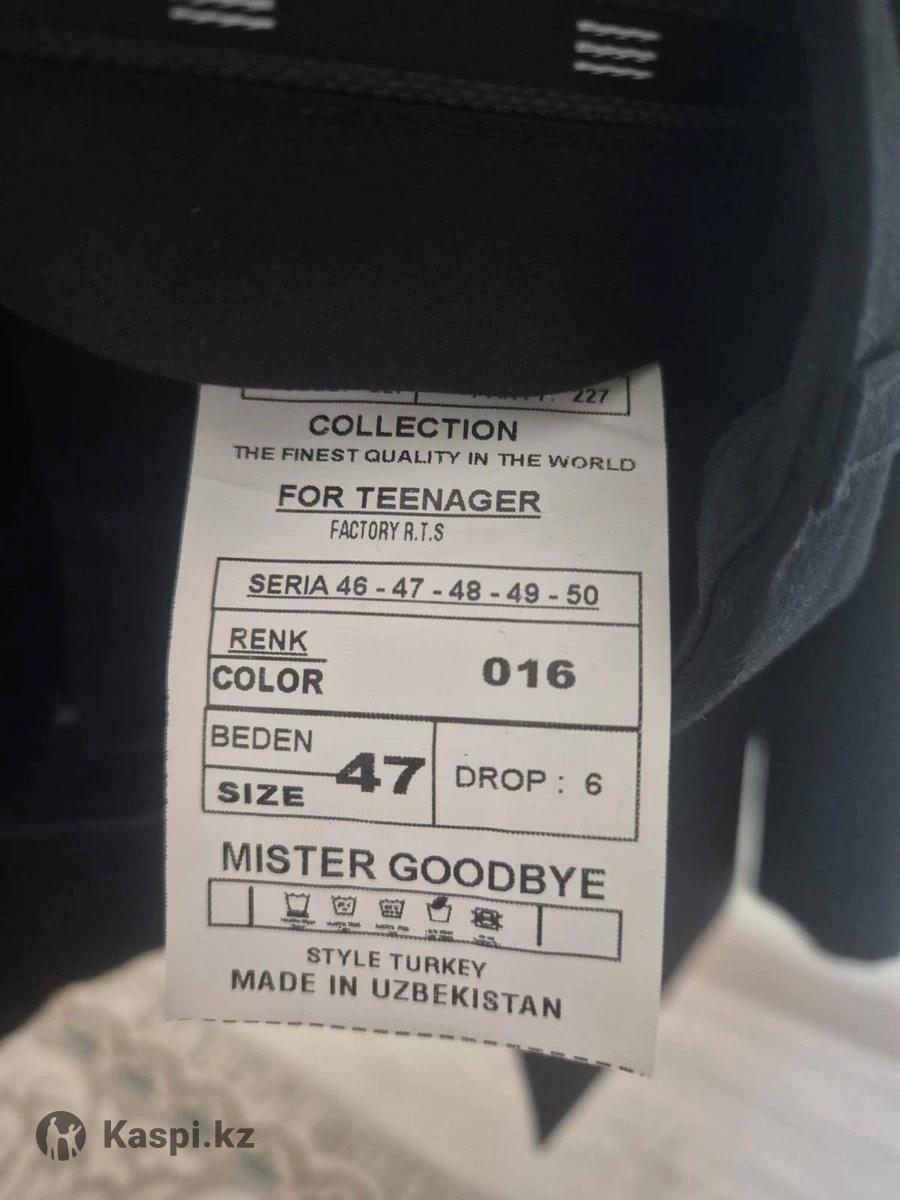 227
COLLECTION
THE FINEST QUALITY IN THE WORLD
FOR TEENAGER
FACTORY R.T.S
SERIA 46 - 47 - 48 - 49 - 50
RENK
COLOR
016
BEDEN
SIZE
47
DROP : 6
MISTER GOODBYE
STYLE TURKEY
MADE IN UZBEKISTAN
Kaspi.kz